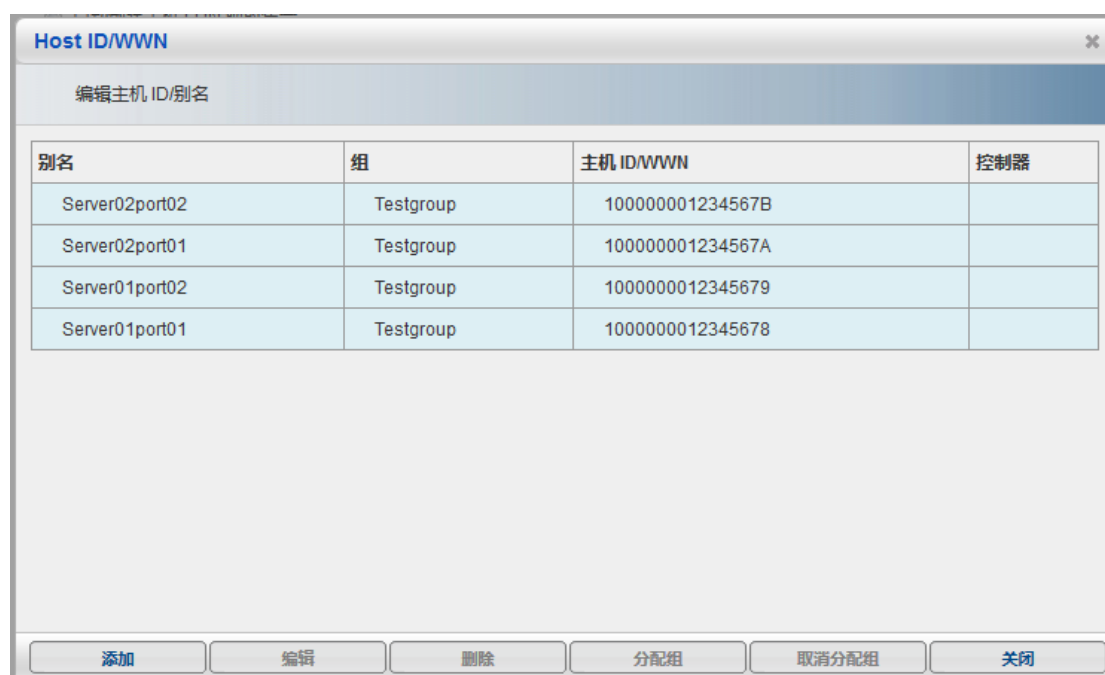 Host ID/WWN
编辑主机 ID/别名
别名 组 主机 ID/WWN 控制器
Server02port02 Testgroup 100000001234567B
Server02port01 Testgroup 100000001234567A
Server01port02 Testgroup 1000000012345679
Server01port01 Testgroup 1000000012345678
添加 编辑 删除 分配组 取消分配组 关闭